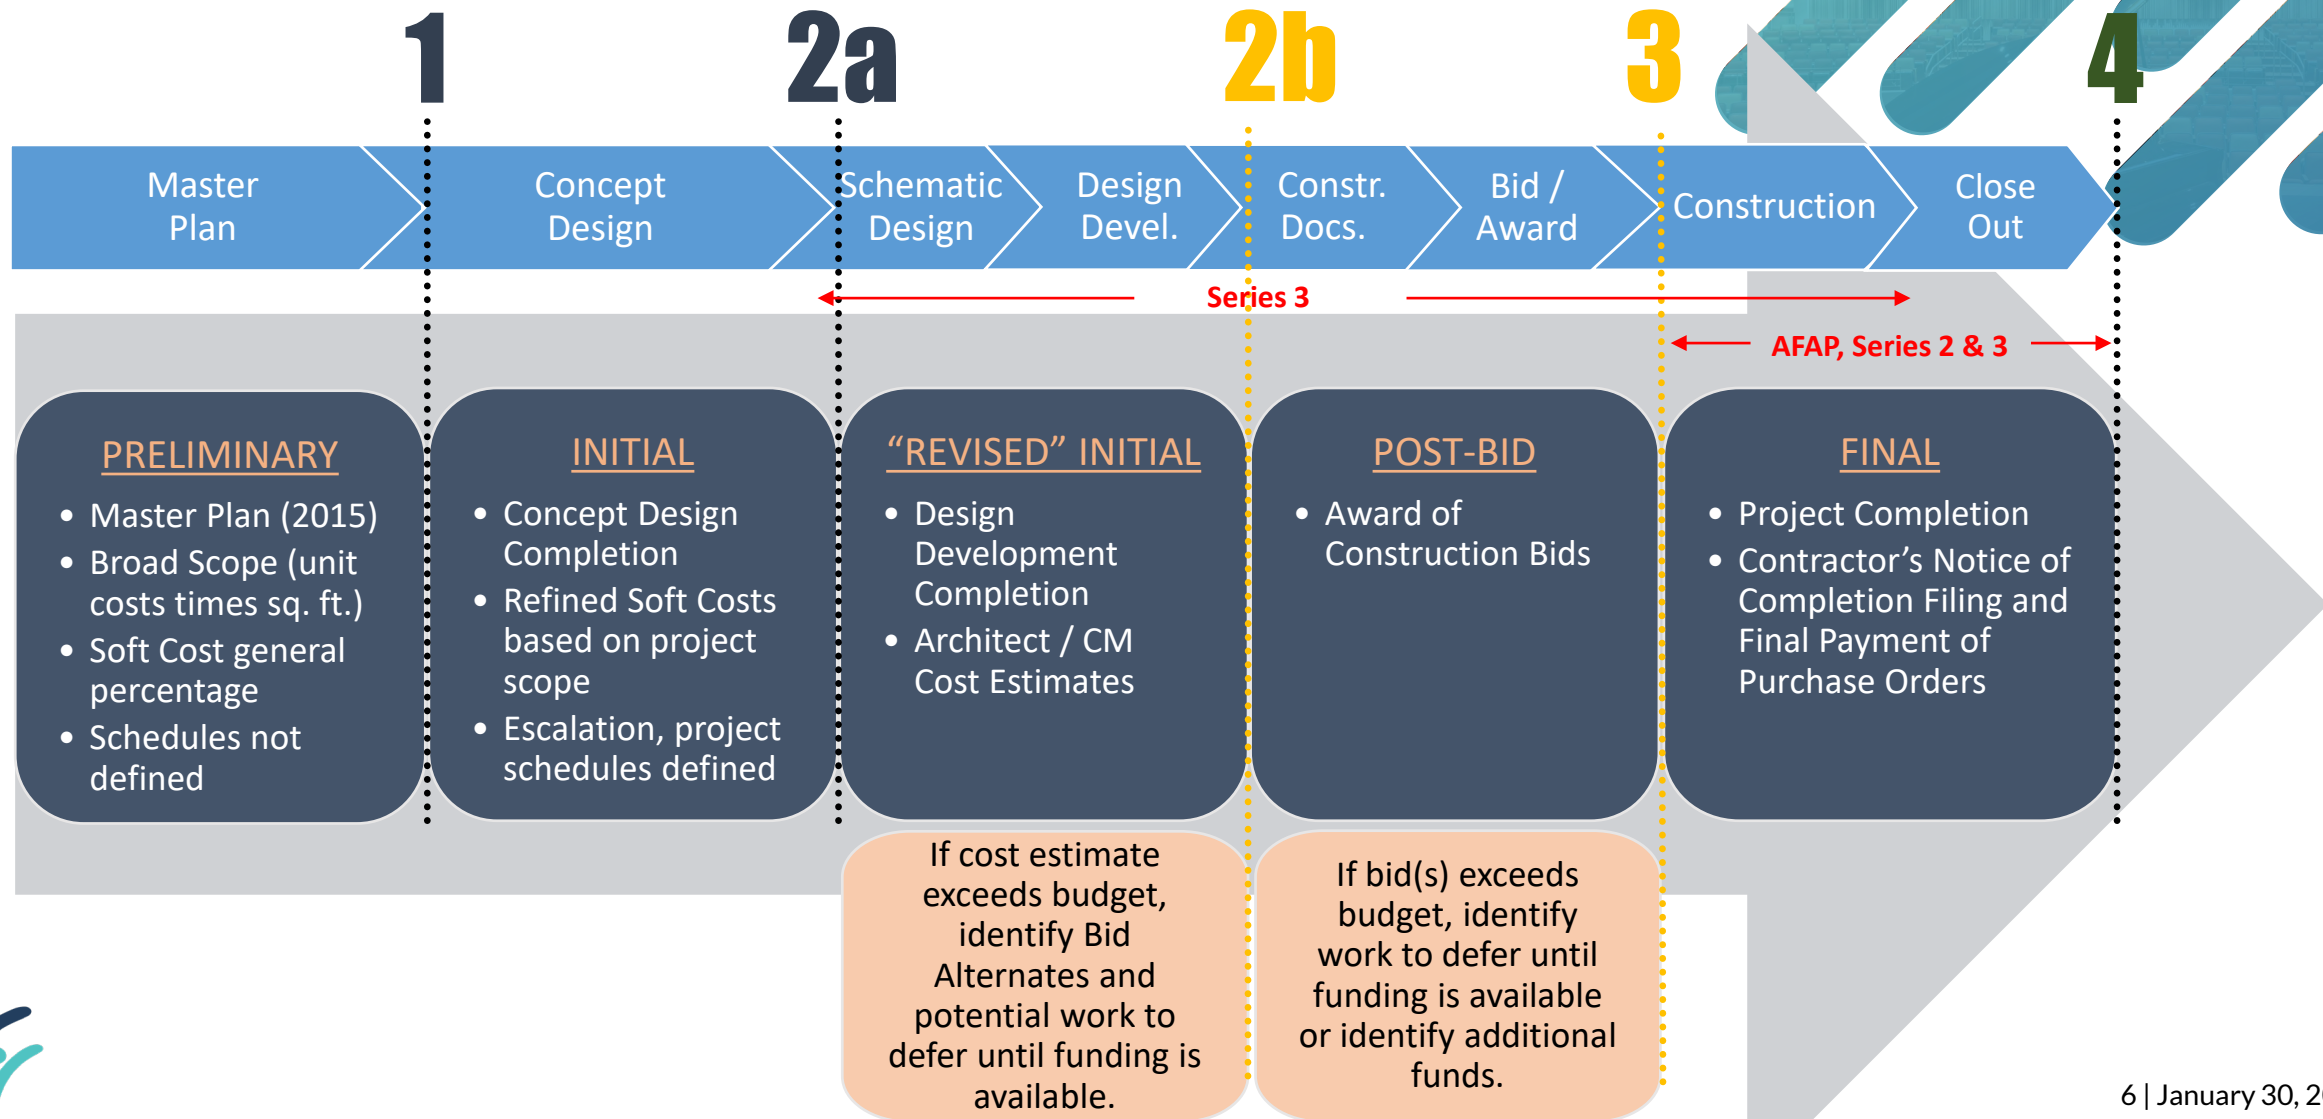 1
2a
2b
3
4
Master
Plan
Concept
Design
Schematic
Design
Design
Devel.
Constr.
Docs.
Bid /
Award
Construction
Close
Out
Series 3
AFAP, Series 2 & 3
PRELIMINARY
• Master Plan (2015)
• Broad Scope (unit
costs times sq. ft.)
• Soft Cost general
percentage
• Schedules not
defined
INITIAL
• Concept Design
Completion
• Refined Soft Costs
based on project
scope
• Escalation, project
schedules defined
“REVISED” INITIAL
• Design
Development
Completion
• Architect / CM
Cost Estimates
POST-BID
• Award of
Construction Bids
FINAL
• Project Completion
• Contractor’s Notice of
Completion Filing and
Final Payment of
Purchase Orders
If cost estimate
exceeds budget,
identify Bid
Alternates and
potential work to
defer until funding is
available.
If bid(s) exceeds
budget, identify
work to defer until
funding is available
or identify additional
funds.
6 | January 30,